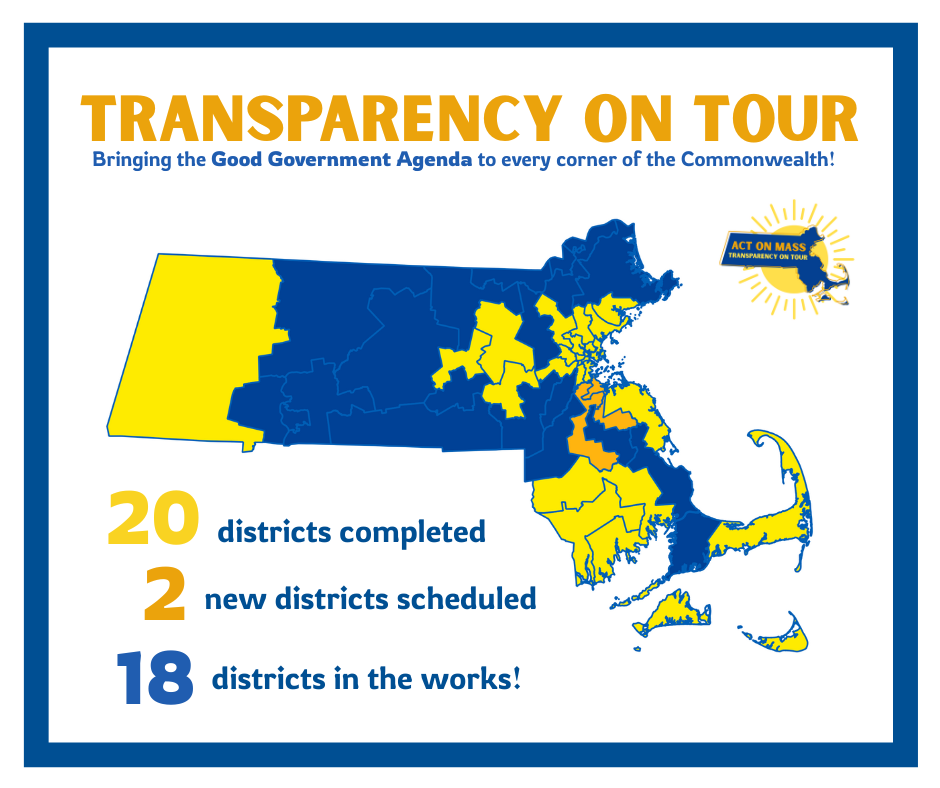 TRANSPARENCY ON TOUR
Bringing the Good Government Agenda to every corner of the Commonwealth!
ACT ON MASS
TRANSPARENCY ON TOUR
20 districts completed
2 new districts scheduled
18 districts in the works!